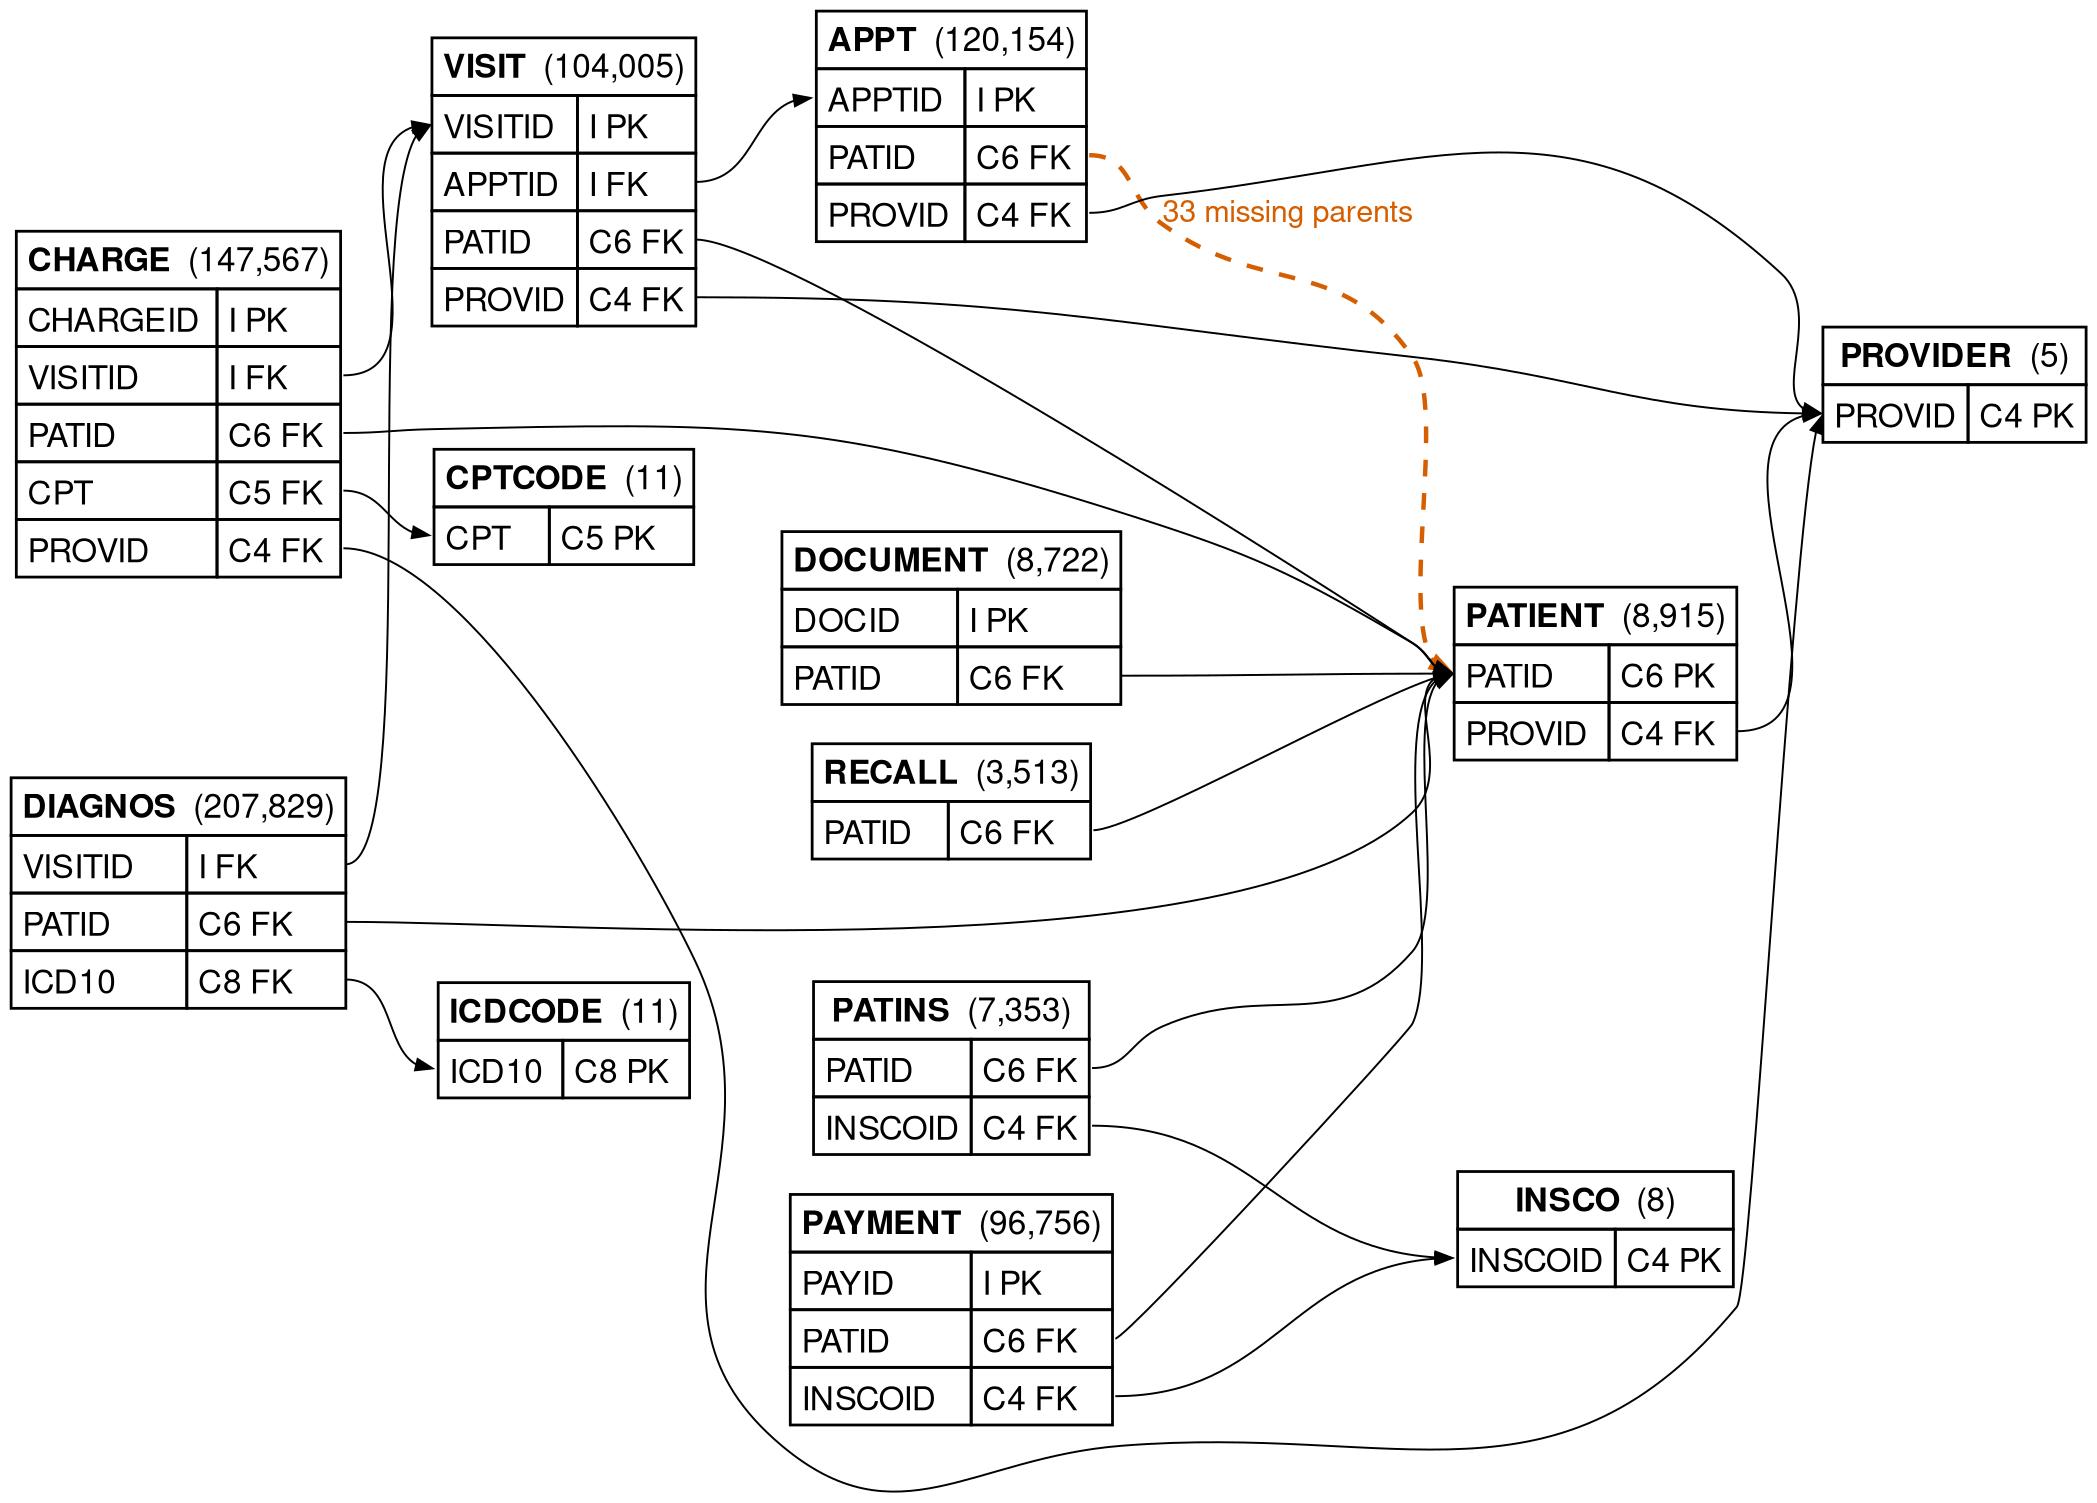 APPT (120,154)
APPTID I PK
PATID C6 FK
PROVID C4 FK
VISIT (104,005)
VISITID I PK
APPTID I FK
PATID C6 FK
PROVID C4 FK
33 missing parents
CHARGE (147,567)
CHARGEID I PK
VISITID I FK
PATID C6 FK
CPT C5 FK
PROVID C4 FK
PROVIDER (5)
PROVID C4 PK
CPTCODE (11)
CPT C5 PK
DOCUMENT (8,722)
DOCID I PK
PATID C6 FK
PATIENT (8,915)
PATID C6 PK
PROVID C4 FK
RECALL (3,513)
PATID C6 FK
DIAGNOS (207,829)
VISITID I FK
PATID C6 FK
ICD10 C8 FK
ICDCODE (11)
ICD10 C8 PK
PATINS (7,353)
PATID C6 FK
INSCOID C4 FK
INSCO (8)
INSCOID C4 PK
PAYMENT (96,756)
PAYID I PK
PATID C6 FK
INSCOID C4 FK